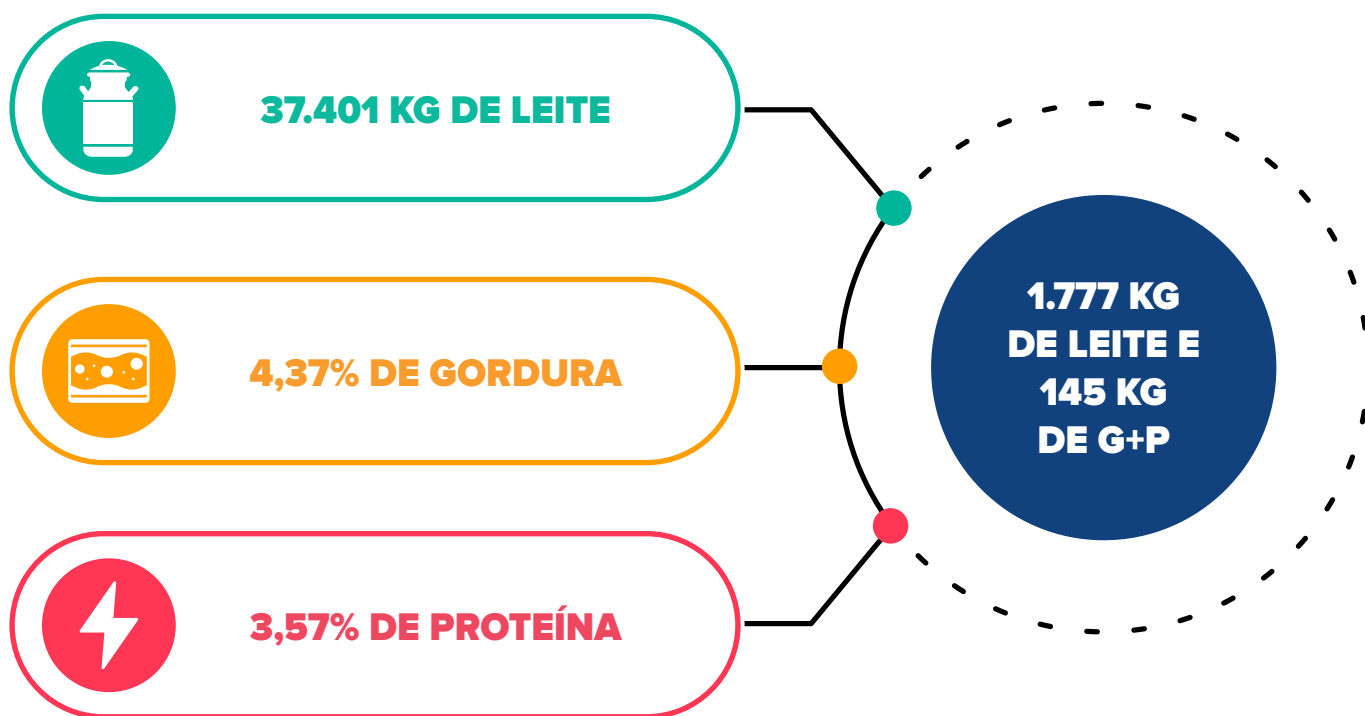 37.401 KG DE LEITE
4,37% DE GORDURA
3,57% DE PROTEÍNA
1.777 KG
DE LEITE E
145 KG
DE G+P